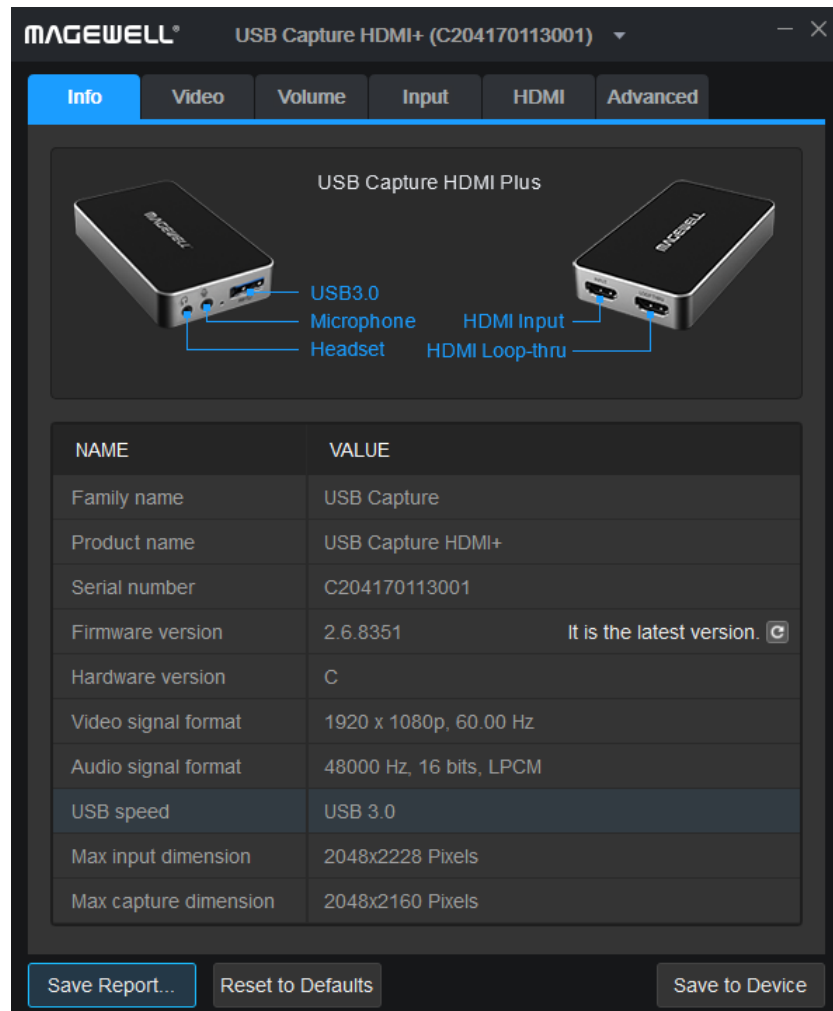 MAGEWELL® USB Capture HDMI+ (C204170113001)
Info Video Volume Input HDMI Advanced
USB Capture HDMI Plus
MAGEWELL MAGEWELL
USB3.0
Microphone HDMI Input
Headset HDMI Loop-thru
NAME VALUE
Family name USB Capture
Product name USB Capture HDMI+
Serial number C204170113001
Firmware version 2.6.8351 It is the latest version.
Hardware version C
Video signal format 1920 x 1080p, 60.00 Hz
Audio signal format 48000 Hz, 16 bits, LPCM
USB speed USB 3.0
Max input dimension 2048x2228 Pixels
Max capture dimension 2048x2160 Pixels
Save Report... Reset to Defaults Save to Device